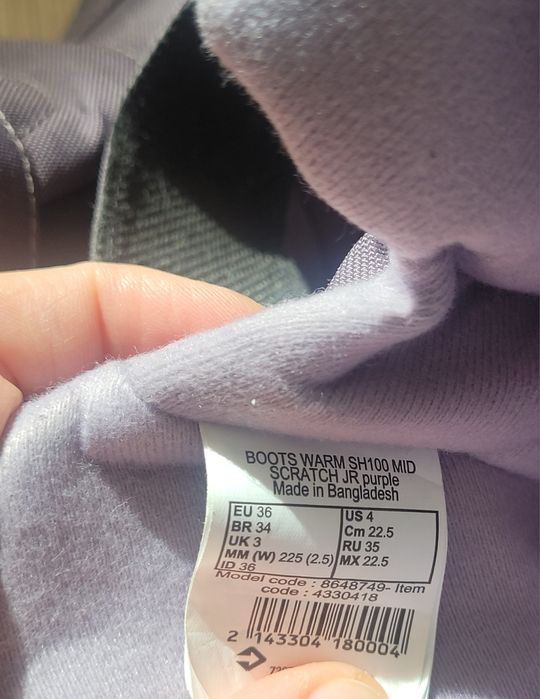 BOOTS WARM SH100 MID
SCRATCH JR purple
Made in Bangladesh
EU 36
BR 34
UK 3
MM (W) 225 (2.5)
ID 36
US 4
Cm 22.5
RU 35
MX 22.5
Model code : 8648749- Item
code : 4330418
2 143304 180004